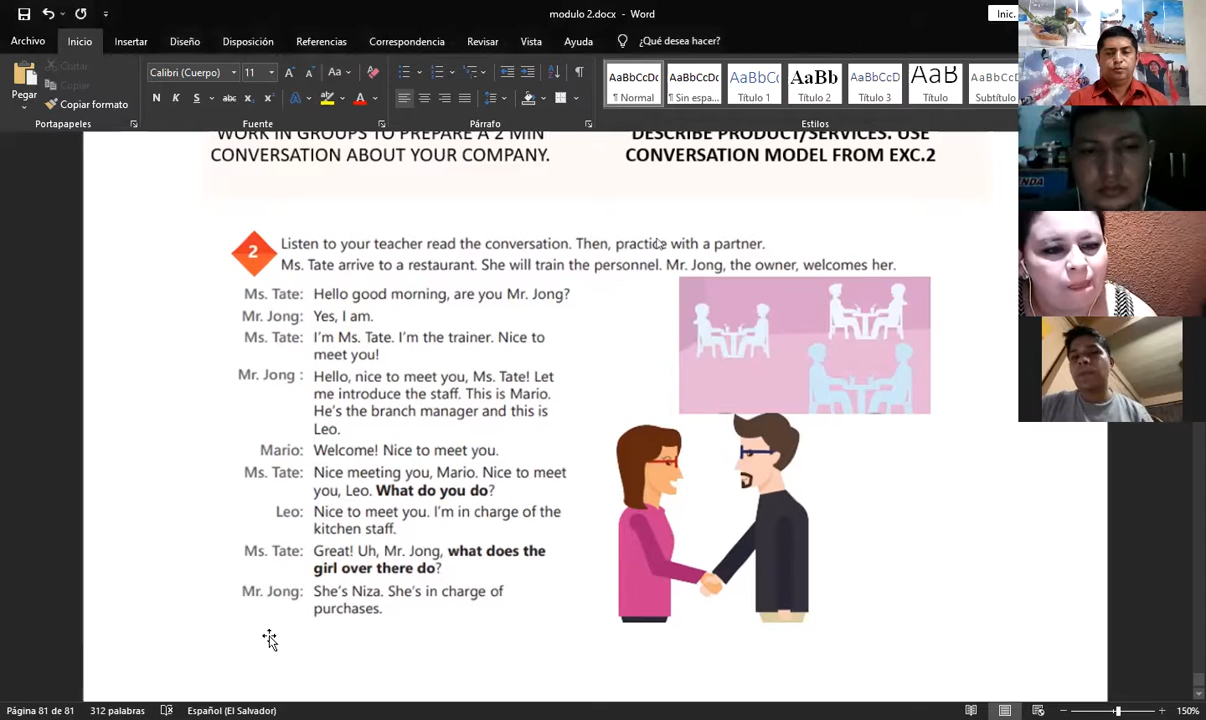 modulo 2.docx - Word
Inic.
Archivo Inicio Insertar Diseño Disposición Referencias Correspondencia Revisar Vista Ayuda ¿Qué desea hacer?
Pegar
Cortar
Copiar
Copiar formato
Calibri (Cuerpo) 11
N K S abc
AaBbCcDc AaBbCcDc AaBbC AaBb AaBbCcD AaB AaBbCcD
¶ Normal ¶ Sin espa... Título 1 Título 2 Título 3 Título Subtítulo
Portapapeles Fuente Párrafo Estilos
WORK IN GROUPS TO PREPARE A 2 MIN
CONVERSATION ABOUT YOUR COMPANY.
DESCRIBE PRODUCT/SERVICES. USE
CONVERSATION MODEL FROM EXC.2
2
Listen to your teacher read the conversation. Then, practice with a partner.
Ms. Tate arrive to a restaurant. She will train the personnel. Mr. Jong, the owner, welcomes her.
Ms. Tate: Hello good morning, are you Mr. Jong?
Mr. Jong: Yes, I am.
Ms. Tate: I'm Ms. Tate. I'm the trainer. Nice to
meet you!
Mr. Jong : Hello, nice to meet you, Ms. Tate! Let
me introduce the staff. This is Mario.
He's the branch manager and this is
Leo.
Mario: Welcome! Nice to meet you.
Ms. Tate: Nice meeting you, Mario. Nice to meet
you, Leo. What do you do?
Leo: Nice to meet you. I'm in charge of the
kitchen staff.
Ms. Tate: Great! Uh, Mr. Jong, what does the
girl over there do?
Mr. Jong: She's Niza. She's in charge of
purchases.
Página 81 de 81 312 palabras Español (El Salvador) 150%